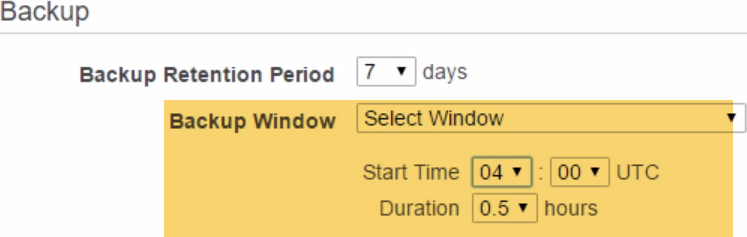 Backup
Backup Retention Period 7 days
Backup Window Select Window
Start Time 04 : 00 UTC
Duration 0.5 hours